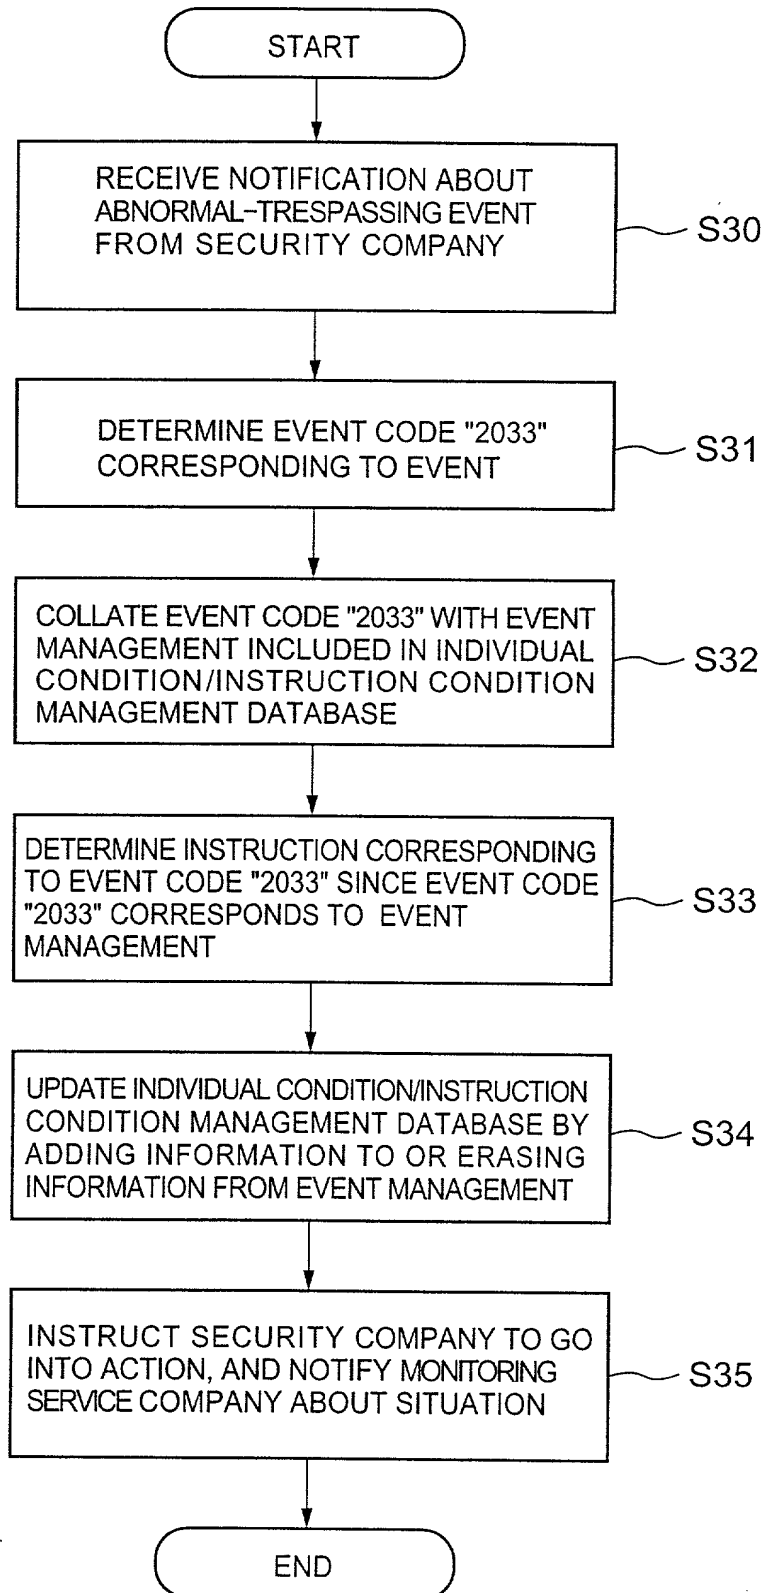 START
RECEIVE NOTIFICATION ABOUT
ABNORMAL-TRESPASSING EVENT
FROM SECURITY COMPANY
S30
DETERMINE EVENT CODE "2033"
CORRESPONDING TO EVENT
S31
COLLATE EVENT CODE "2033" WITH EVENT
MANAGEMENT INCLUDED IN INDIVIDUAL
CONDITION/INSTRUCTION CONDITION
MANAGEMENT DATABASE
S32
DETERMINE INSTRUCTION CORRESPONDING
TO EVENT CODE "2033" SINCE EVENT CODE
"2033" CORRESPONDS TO EVENT
MANAGEMENT
S33
UPDATE INDIVIDUAL CONDITION/INSTRUCTION
CONDITION MANAGEMENT DATABASE BY
ADDING INFORMATION TO OR ERASING
INFORMATION FROM EVENT MANAGEMENT
S34
INSTRUCT SECURITY COMPANY TO GO
INTO ACTION, AND NOTIFY MONITORING
SERVICE COMPANY ABOUT SITUATION
S35
END